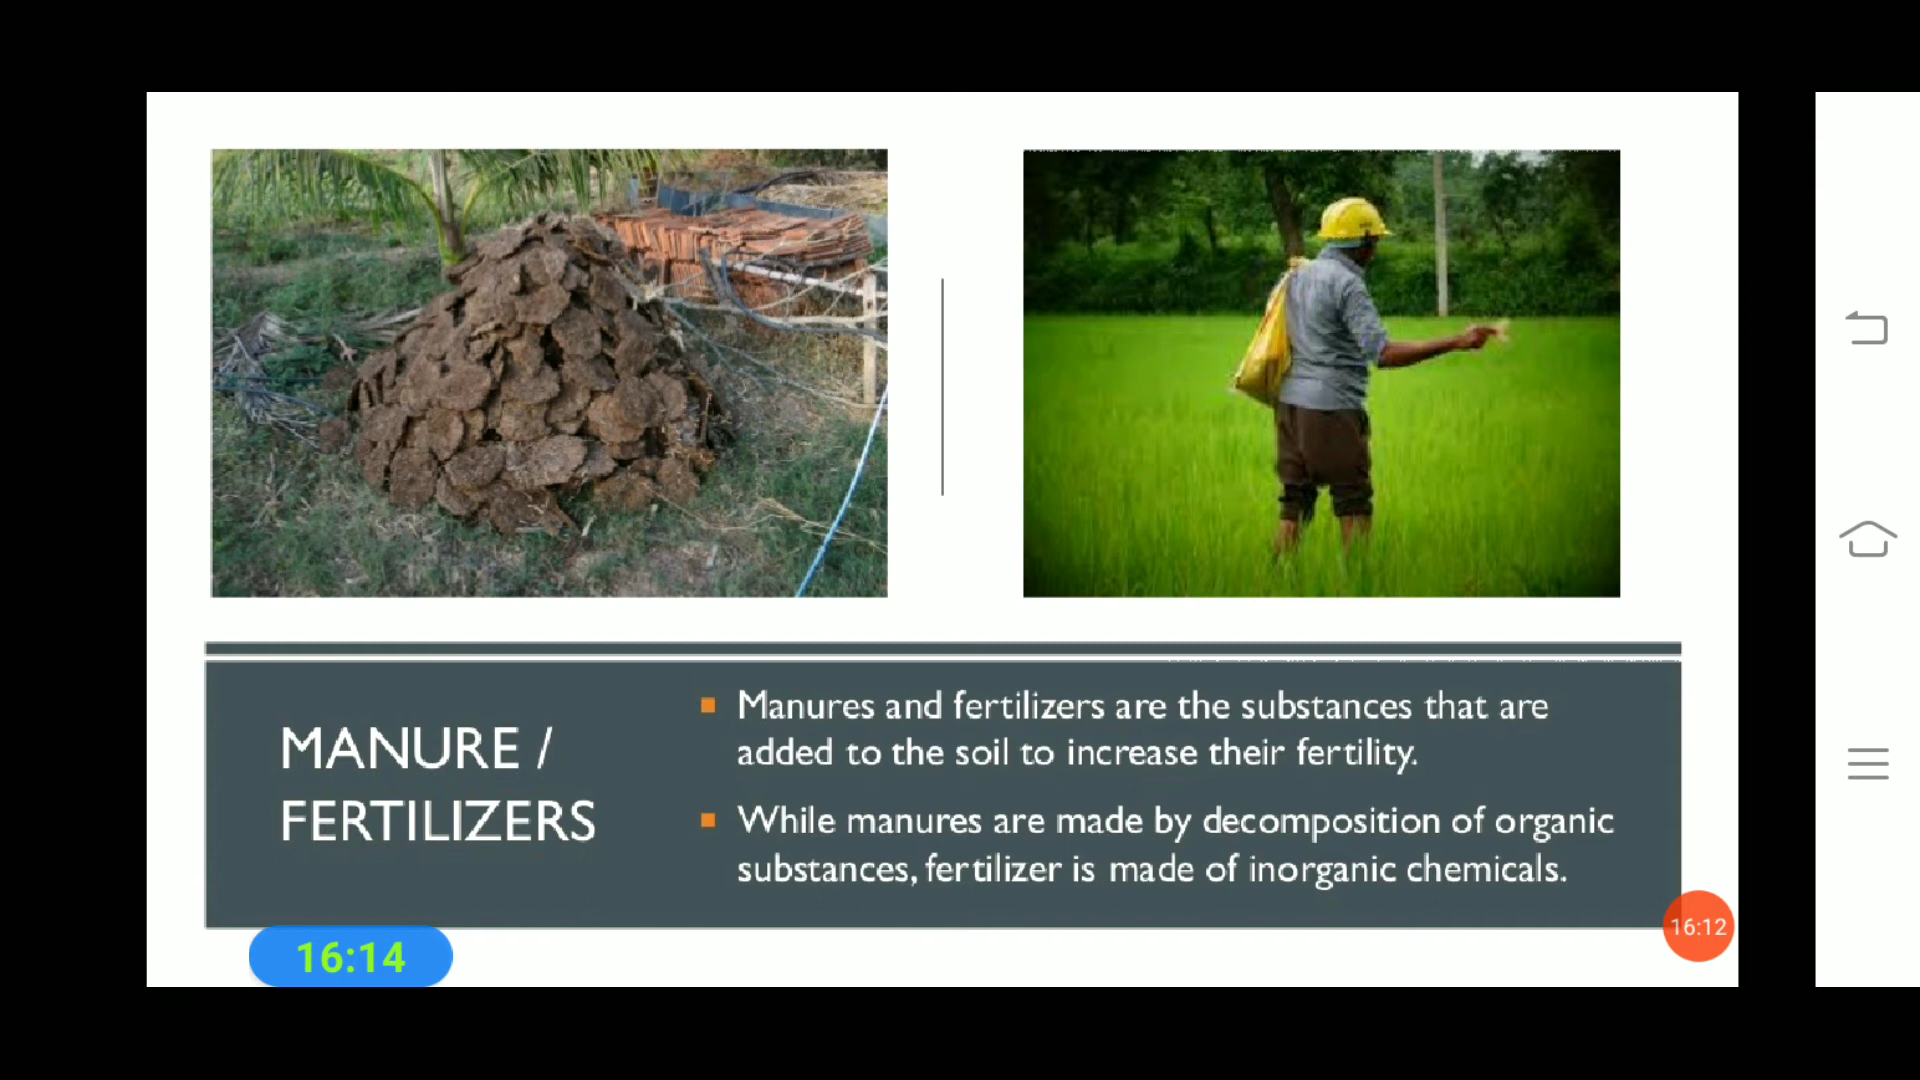 MANURE /
FERTILIZERS
Manures and fertilizers are the substances that are
added to the soil to increase their fertility.
While manures are made by decomposition of organic
substances, fertilizer is made of inorganic chemicals.
16:14
16:12